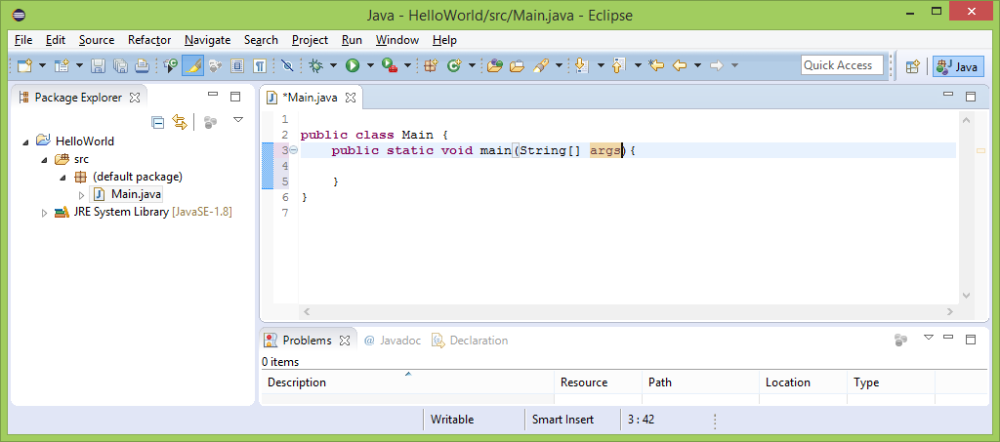 Java - HelloWorld/src/Main.java - Eclipse
File Edit Source Refactor Navigate Search Project Run Window Help
Quick Access
Java
Package Explorer
HelloWorld
src
(default package)
Main.java
JRE System Library [JavaSE-1.8]
*Main.java
1
2 public class Main {
3 public static void main(String[] args){
4
5 }
6 }
7
Problems @ Javadoc Declaration
0 items
Description Resource Path Location Type
Writable Smart Insert 3 : 42